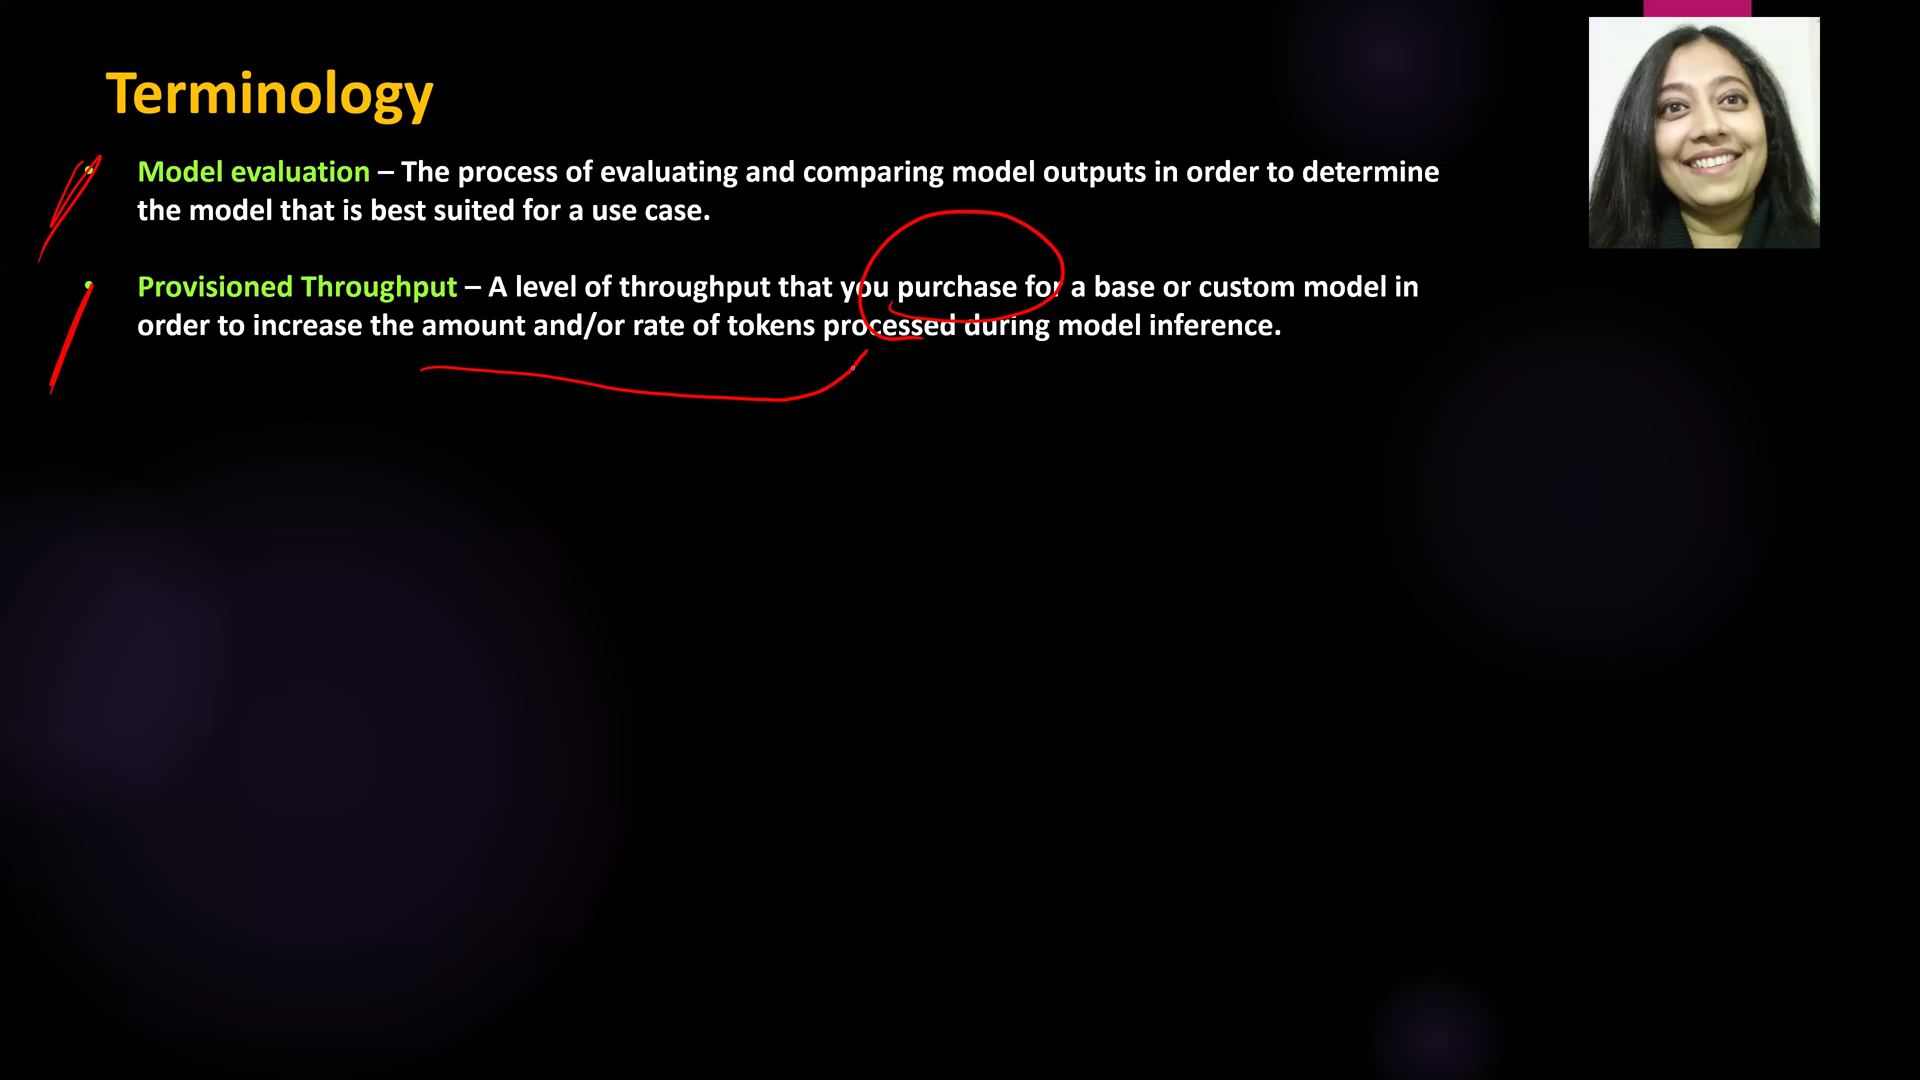 Terminology
• Model evaluation – The process of evaluating and comparing model outputs in order to determine
the model that is best suited for a use case.
• Provisioned Throughput – A level of throughput that you purchase for a base or custom model in
order to increase the amount and/or rate of tokens processed during model inference.